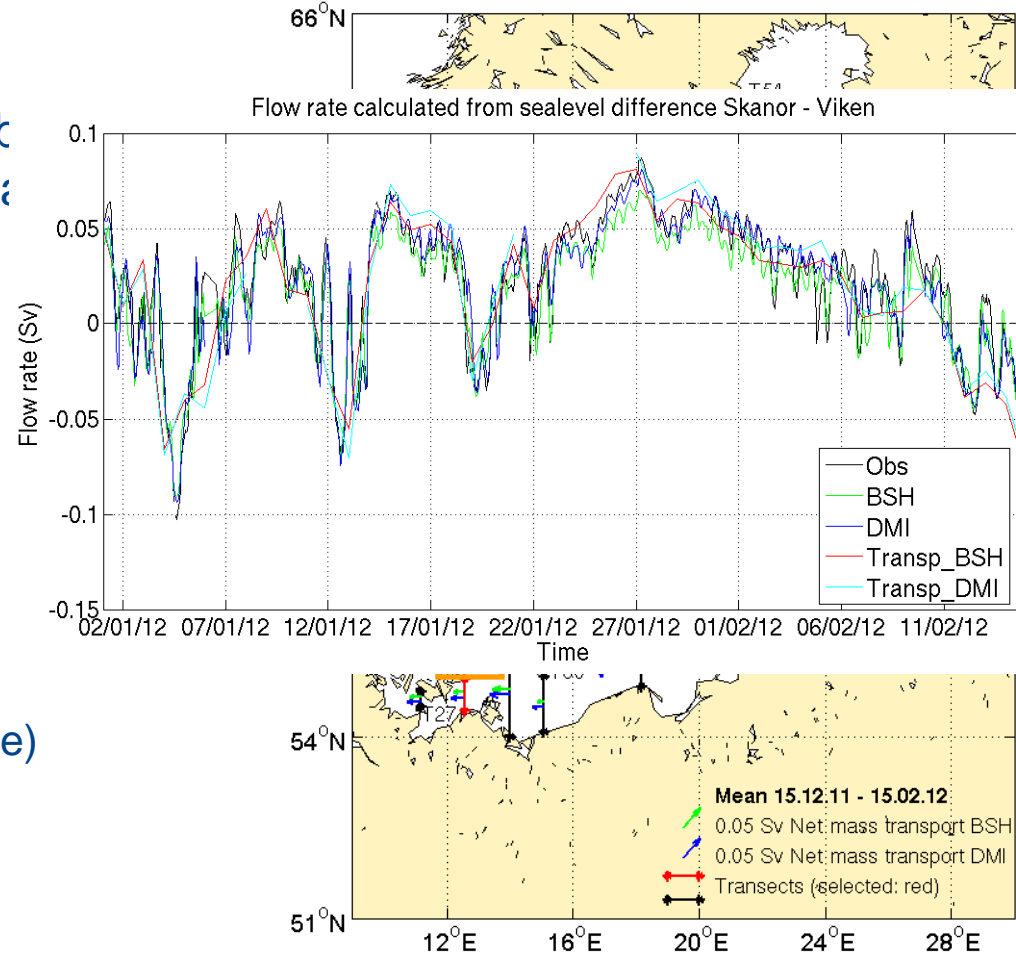 66°N
Flow rate calculated from sealevel difference Skanor - Viken
0.1
0.05
0
-0.05
-0.1
-0.15
Flow rate (Sv)
Obs
BSH
DMI
Transp_BSH
Transp_DMI
02/01/12 07/01/12 12/01/12 17/01/12 22/01/12 27/01/12 01/02/12 06/02/12 11/02/12
Time
T27
e)
54°N
Mean 15.12.11 - 15.02.12
0.05 Sv Net mass transport BSH
0.05 Sv Net mass transport DMI
Transects (selected: red)
51°N
12°E 16°E 20°E 24°E 28°E